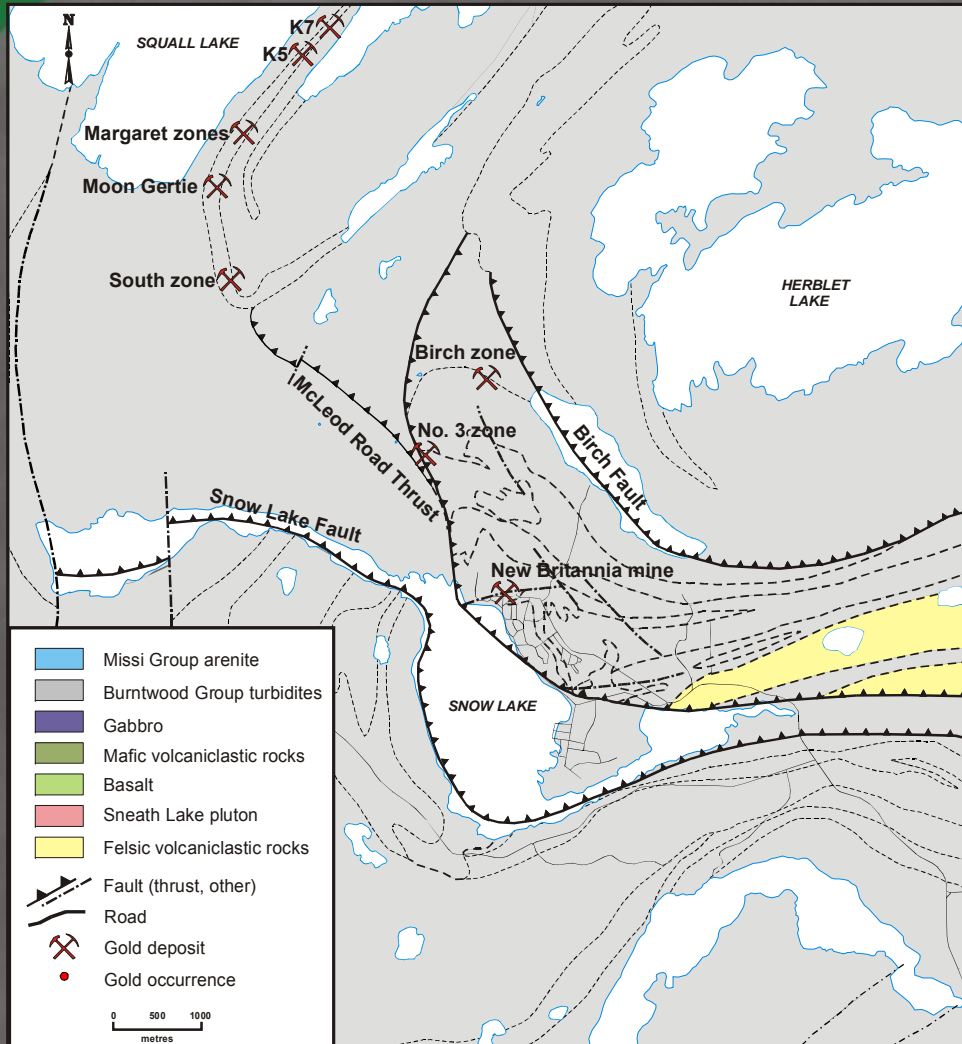 N
SQUALL LAKE
K7
K5
Margaret zones
Moon Gertie
South zone
HERBLET
LAKE
Birch zone
McLeod Road Thrust
No. 3 zone
Birch Fault
Snow Lake Fault
New Britannia mine
SNOW LAKE
Missi Group arenite
Burntwood Group turbidites
Gabbro
Mafic volcaniclastic rocks
Basalt
Sneath Lake pluton
Felsic volcaniclastic rocks
Fault (thrust, other)
Road
Gold deposit
Gold occurrence
0 500 1000
metres